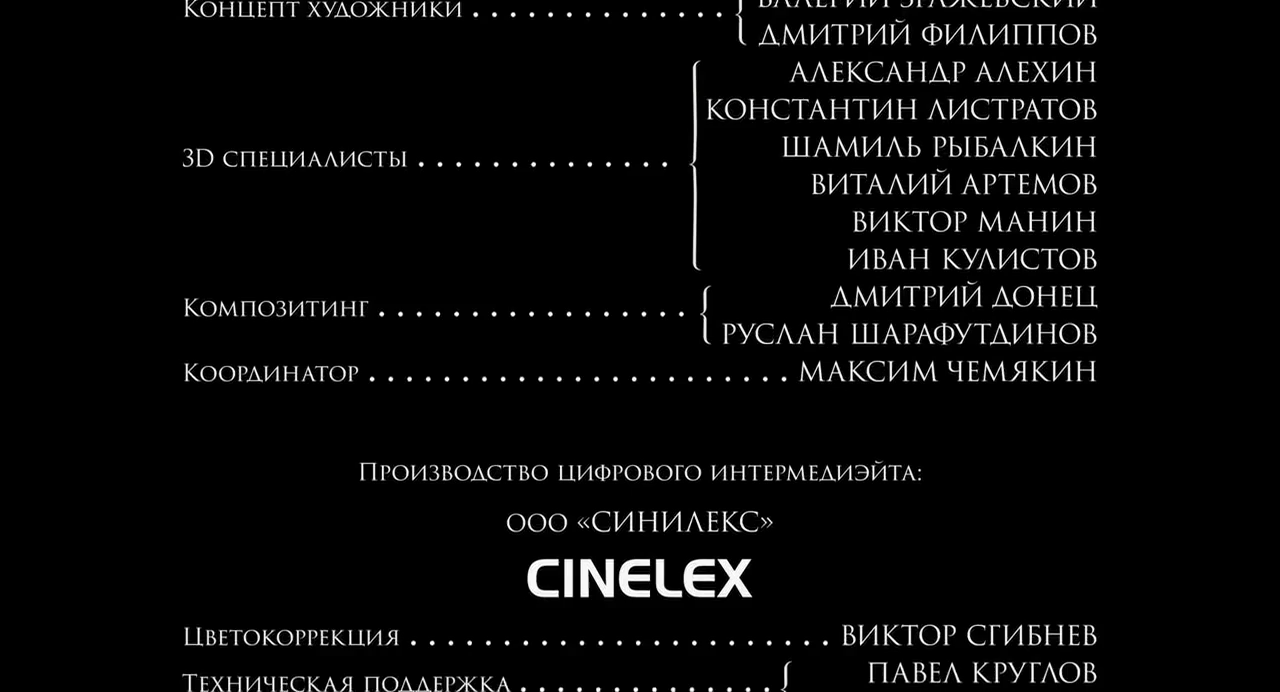 Концепт художники
ДМИТРИЙ ФИЛИППОВ
АЛЕКСАНДР АЛЕХИН
КОНСТАНТИН ЛИСТРАТОВ
ШАМИЛЬ РЫБАЛКИН
3D специалисты
ВИТАЛИЙ АРТЕМОВ
ВИКТОР МАНИН
ИВАН КУЛИСТОВ
ДМИТРИЙ ДОНЕЦ
Композитинг
РУСЛАН ШАРАФУТДИНОВ
Координатор МАКСИМ ЧЕМЯКИН
Производство цифрового интермедиэйта:
ООО «СИНИЛЕКС»
CINELEX
Цветокоррекция ВИКТОР СГИБНЕВ
ПАВЕЛ КРУГЛОВ
Техническая поддержка